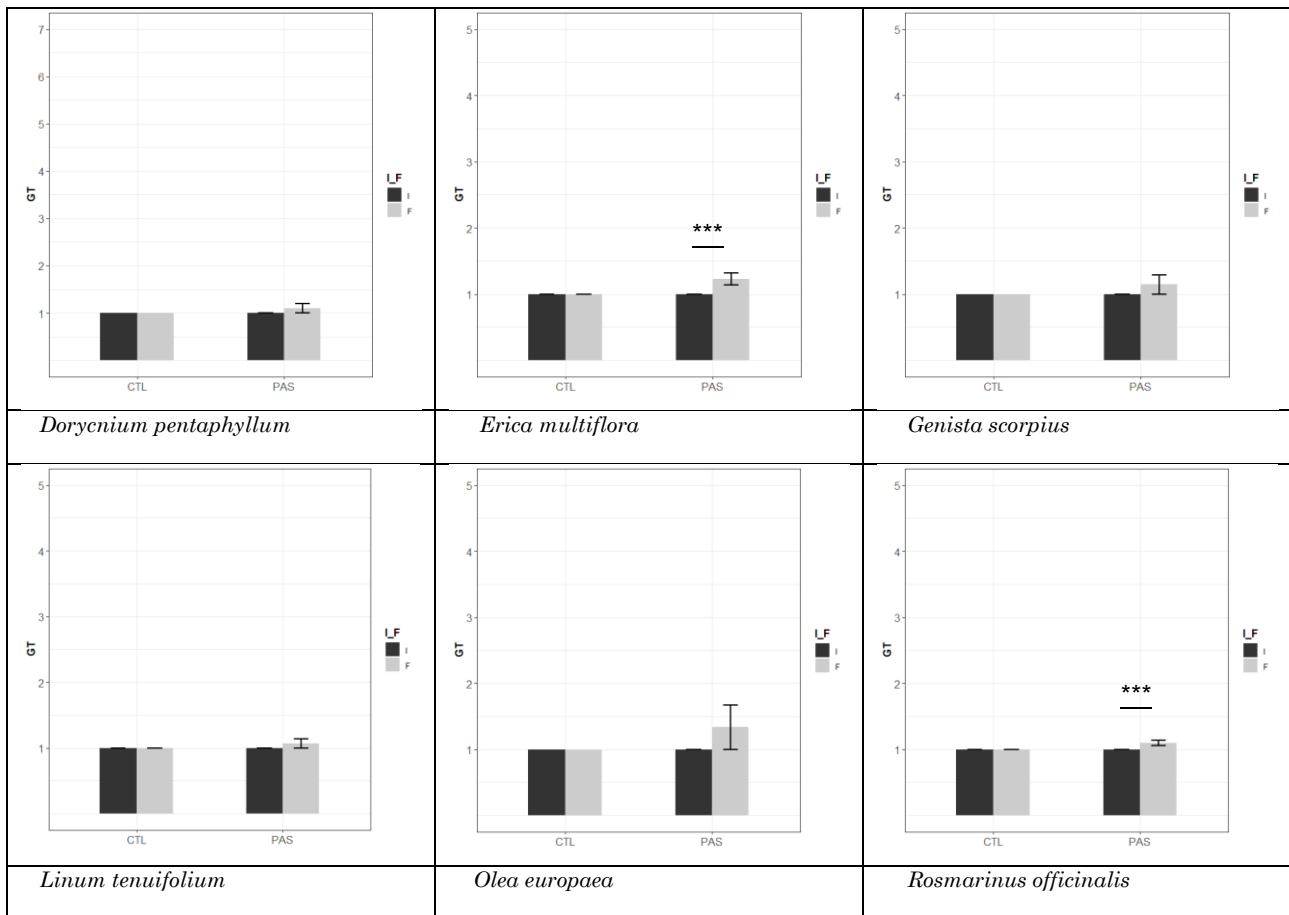 7
6
5
4
3
2
1
GT
CTL PAS
I_F
I
F
Dorycnium pentaphyllum
5
4
3
2
1
GT
***
CTL PAS
I_F
I
F
Erica multiflora
5
4
3
2
1
GT
CTL PAS
I_F
I
F
Genista scorpius
5
4
3
2
1
GT
CTL PAS
I_F
I
F
Linum tenuifolium
5
4
3
2
1
GT
CTL PAS
I_F
I
F
Olea europaea
5
4
3
2
1
GT
***
CTL PAS
I_F
I
F
Rosmarinus officinalis